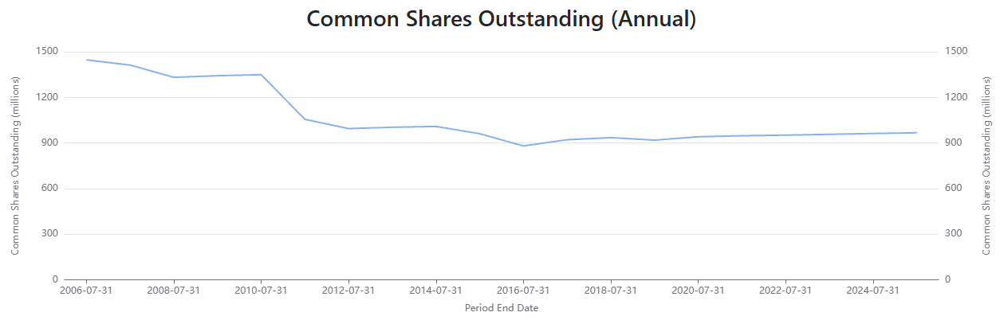 Common Shares Outstanding (Annual)
Common Shares Outstanding (millions)
1500
1200
900
600
300
0
1500
1200
900
600
300
0
Common Shares Outstanding (millions)
2006-07-31 2008-07-31 2010-07-31 2012-07-31 2014-07-31 2016-07-31 2018-07-31 2020-07-31 2022-07-31 2024-07-31
Period End Date